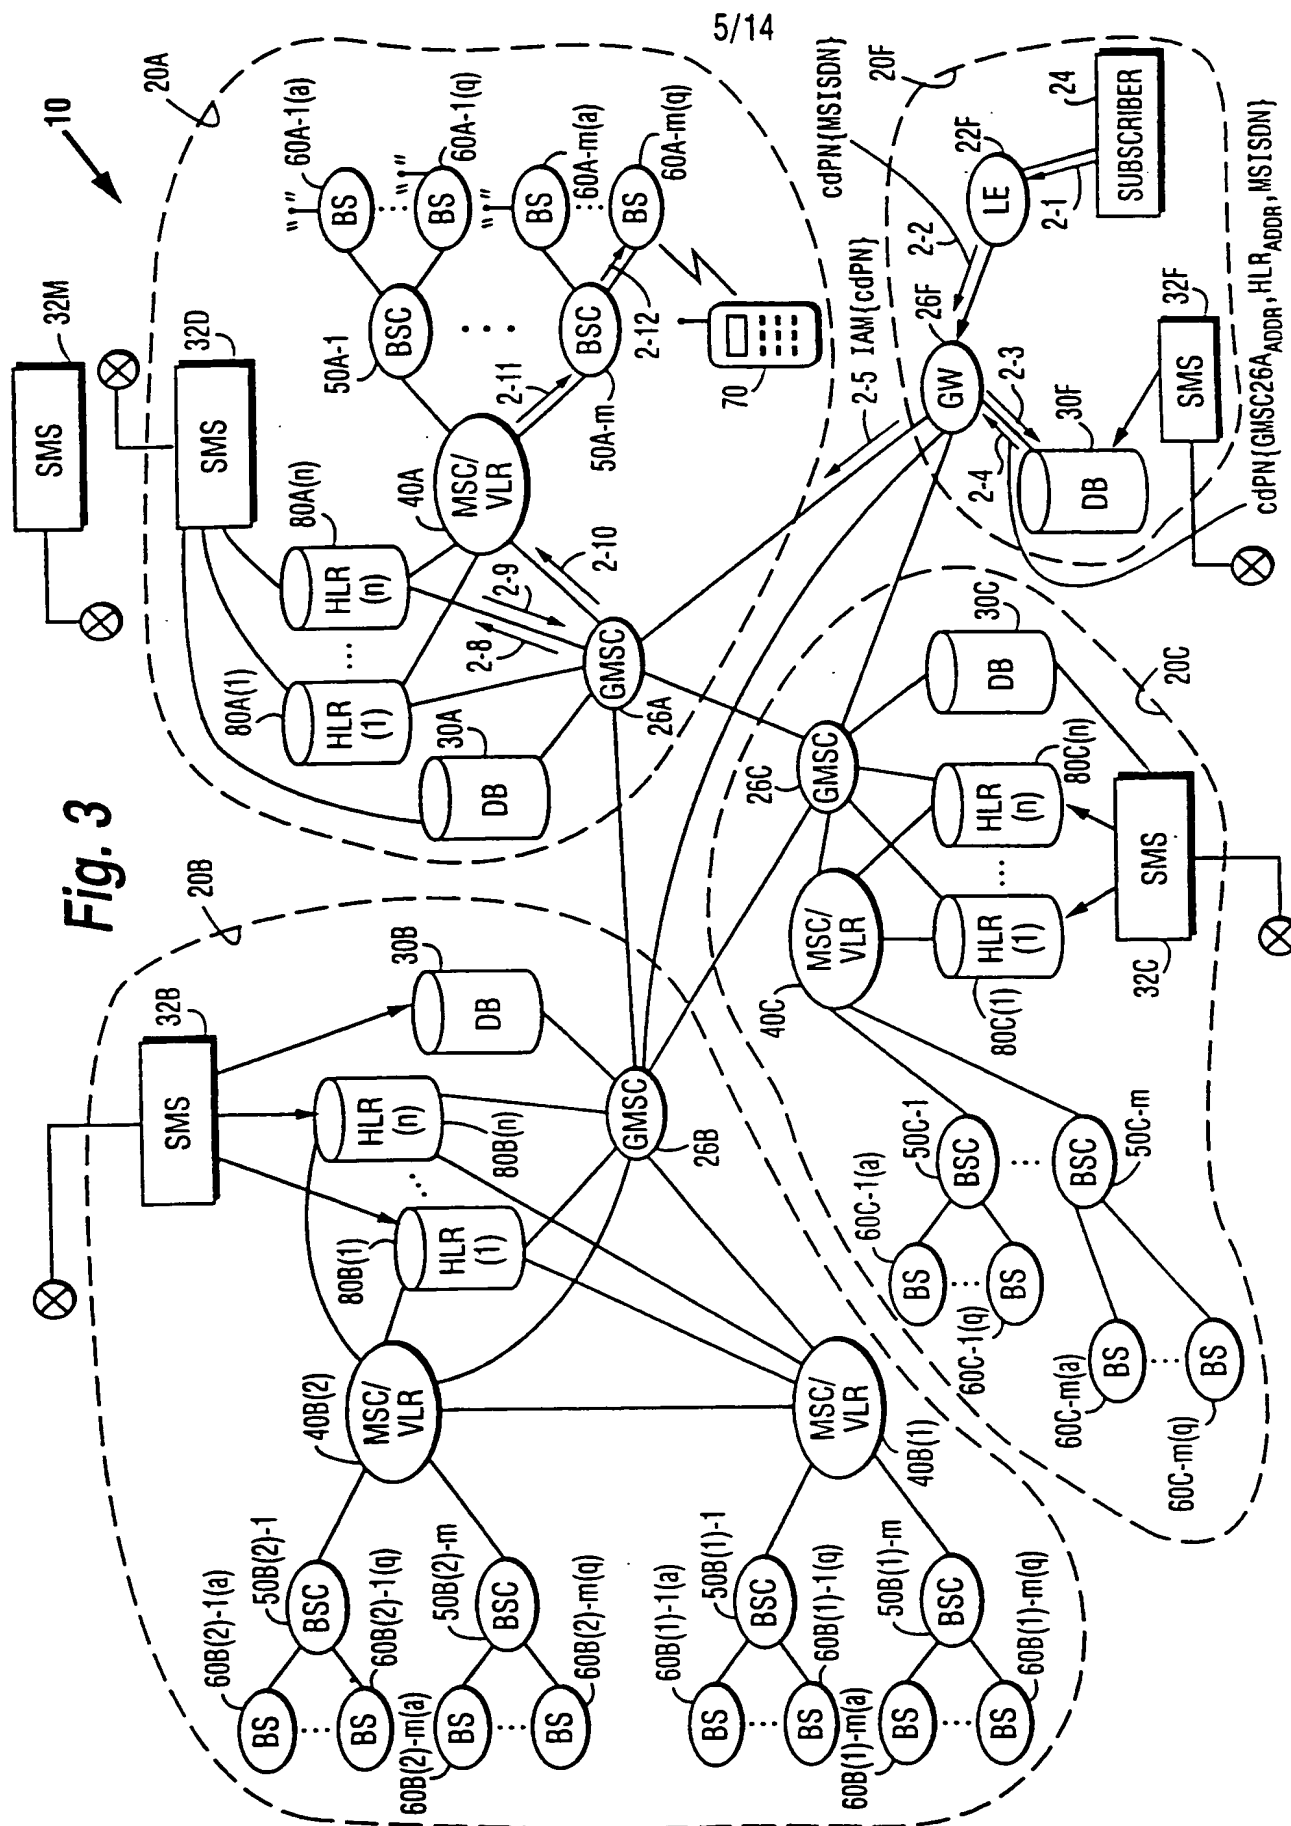 5/14
Fig. 3
10
20A
32M
SMS
32D
SMS
80A(n)
HLR
(n)
...
80A(1)
HLR
(1)
30A
DB
40A
MSC/
VLR
GMSC
26A
2-8
2-9
2-10
2-11
2-12
50A-1
BSC
50A-m
BSC
60A-1(a)
BS
60A-1(q)
BS
60A-m(a)
BS
60A-m(q)
BS
70
cdPN{MSISDN}
20F
24
SUBSCRIBER
22F
LE
2-1
2-2
26F
GW
2-3
2-4
2-5 IAM{cdPN}
30F
DB
32F
SMS
cdPN{GMSC26A ADDR, HLR ADDR, MSISDN}
20B
32B
SMS
30B
DB
HLR
(n)
80B(n)
...
80B(1)
HLR
(1)
GMSC
26B
40B(2)
MSC/
VLR
MSC/
VLR
40B(1)
50B(2)-1
BSC
50B(2)-m
BSC
60B(2)-1(a)
BS
60B(2)-1(q)
BS
60B(2)-m(a)
BS
60B(2)-m(q)
BS
50B(1)-1
BSC
50B(1)-m
BSC
60B(1)-1(a)
BS
60B(1)-1(q)
BS
60B(1)-m(a)
BS
60B(1)-m(q)
BS
20C
30C
DB
26C
GMSC
80C(n)
HLR
(n)
...
HLR
(1)
80C(1)
40C
MSC/
VLR
SMS
32C
50C-1
BSC
50C-m
BSC
60C-1(a)
BS
60C-1(q)
BS
60C-m(a)
BS
60C-m(q)
BS